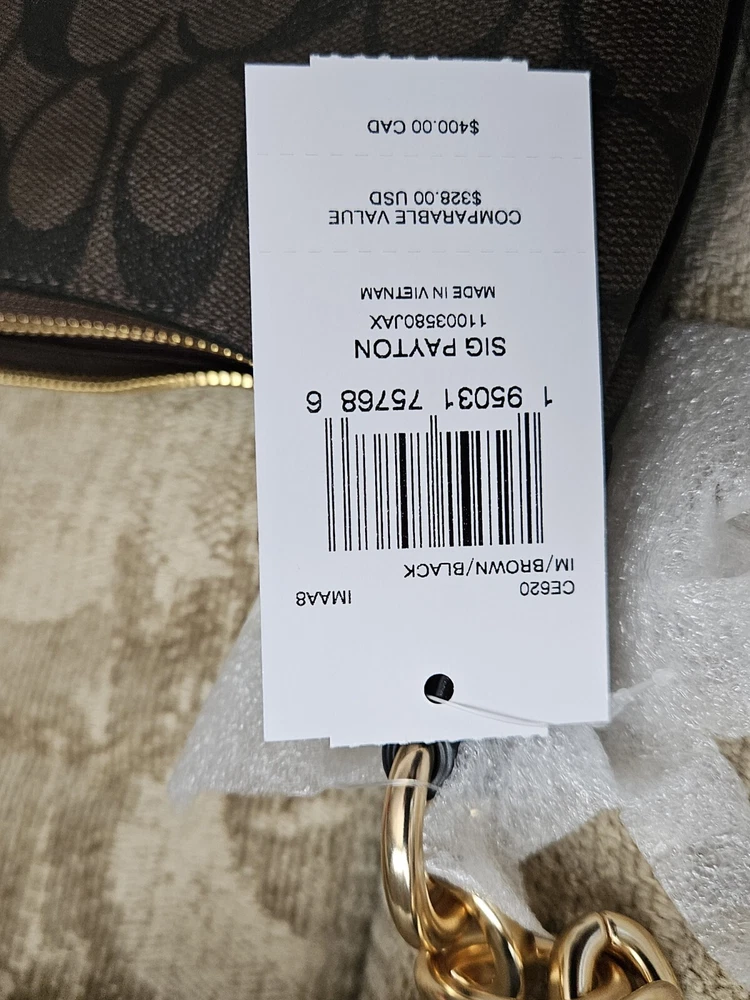 CE620 IMAA8
IM/BROWN/BLACK
1 95031 75768 6
SIG PAYTON
11003580JAX
MADE IN VIETNAM
COMPARABLE VALUE
$328.00 USD
$400.00 CAD